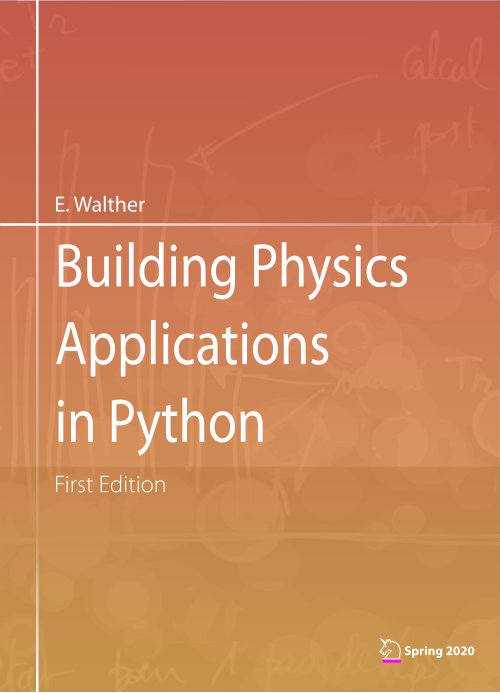 E. Walther
Building Physics
Applications
in Python
First Edition
Spring 2020